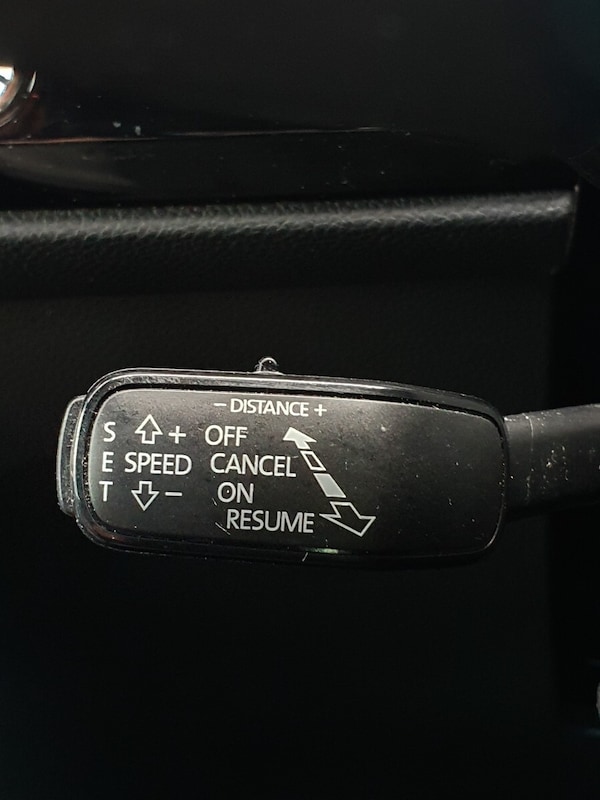 – DISTANCE +
S + OFF
E SPEED CANCEL
T – ON
RESUME